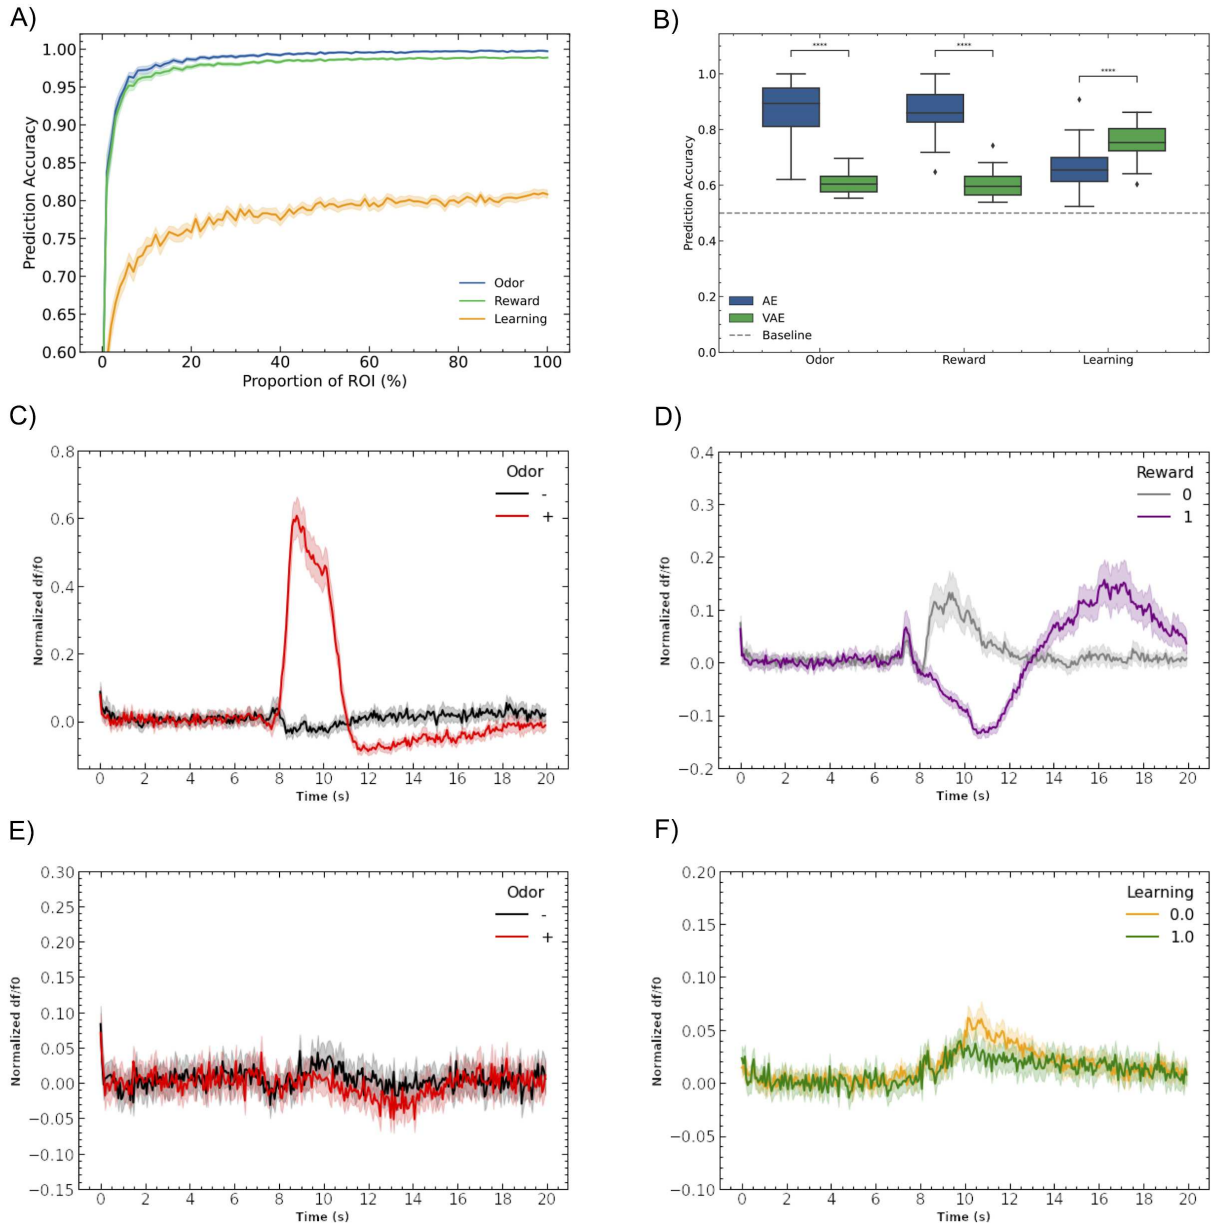 A)
1.00
0.95
0.90
0.85
0.80
0.75
0.70
0.65
0.60
Prediction Accuracy
0 20 40 60 80 100
Proportion of ROI (%)
Odor
Reward
Learning
B)
1.0
0.8
0.6
0.4
0.2
0.0
Prediction Accuracy
**** **** ****
AE
VAE
Baseline
Odor Reward Learning
C)
0.8
0.6
0.4
0.2
0.0
Normalized df/f0
0 2 4 6 8 10 12 14 16 18 20
Time (s)
Odor
-
+
D)
0.4
0.3
0.2
0.1
0.0
−0.1
−0.2
Normalized df/f0
0 2 4 6 8 10 12 14 16 18 20
Time (s)
Reward
0
1
E)
0.30
0.25
0.20
0.15
0.10
0.05
0.00
−0.05
−0.10
−0.15
Normalized df/f0
0 2 4 6 8 10 12 14 16 18 20
Time (s)
Odor
-
+
F)
0.20
0.15
0.10
0.05
0.00
−0.05
−0.10
Normalized df/f0
0 2 4 6 8 10 12 14 16 18 20
Time (s)
Learning
0.0
1.0